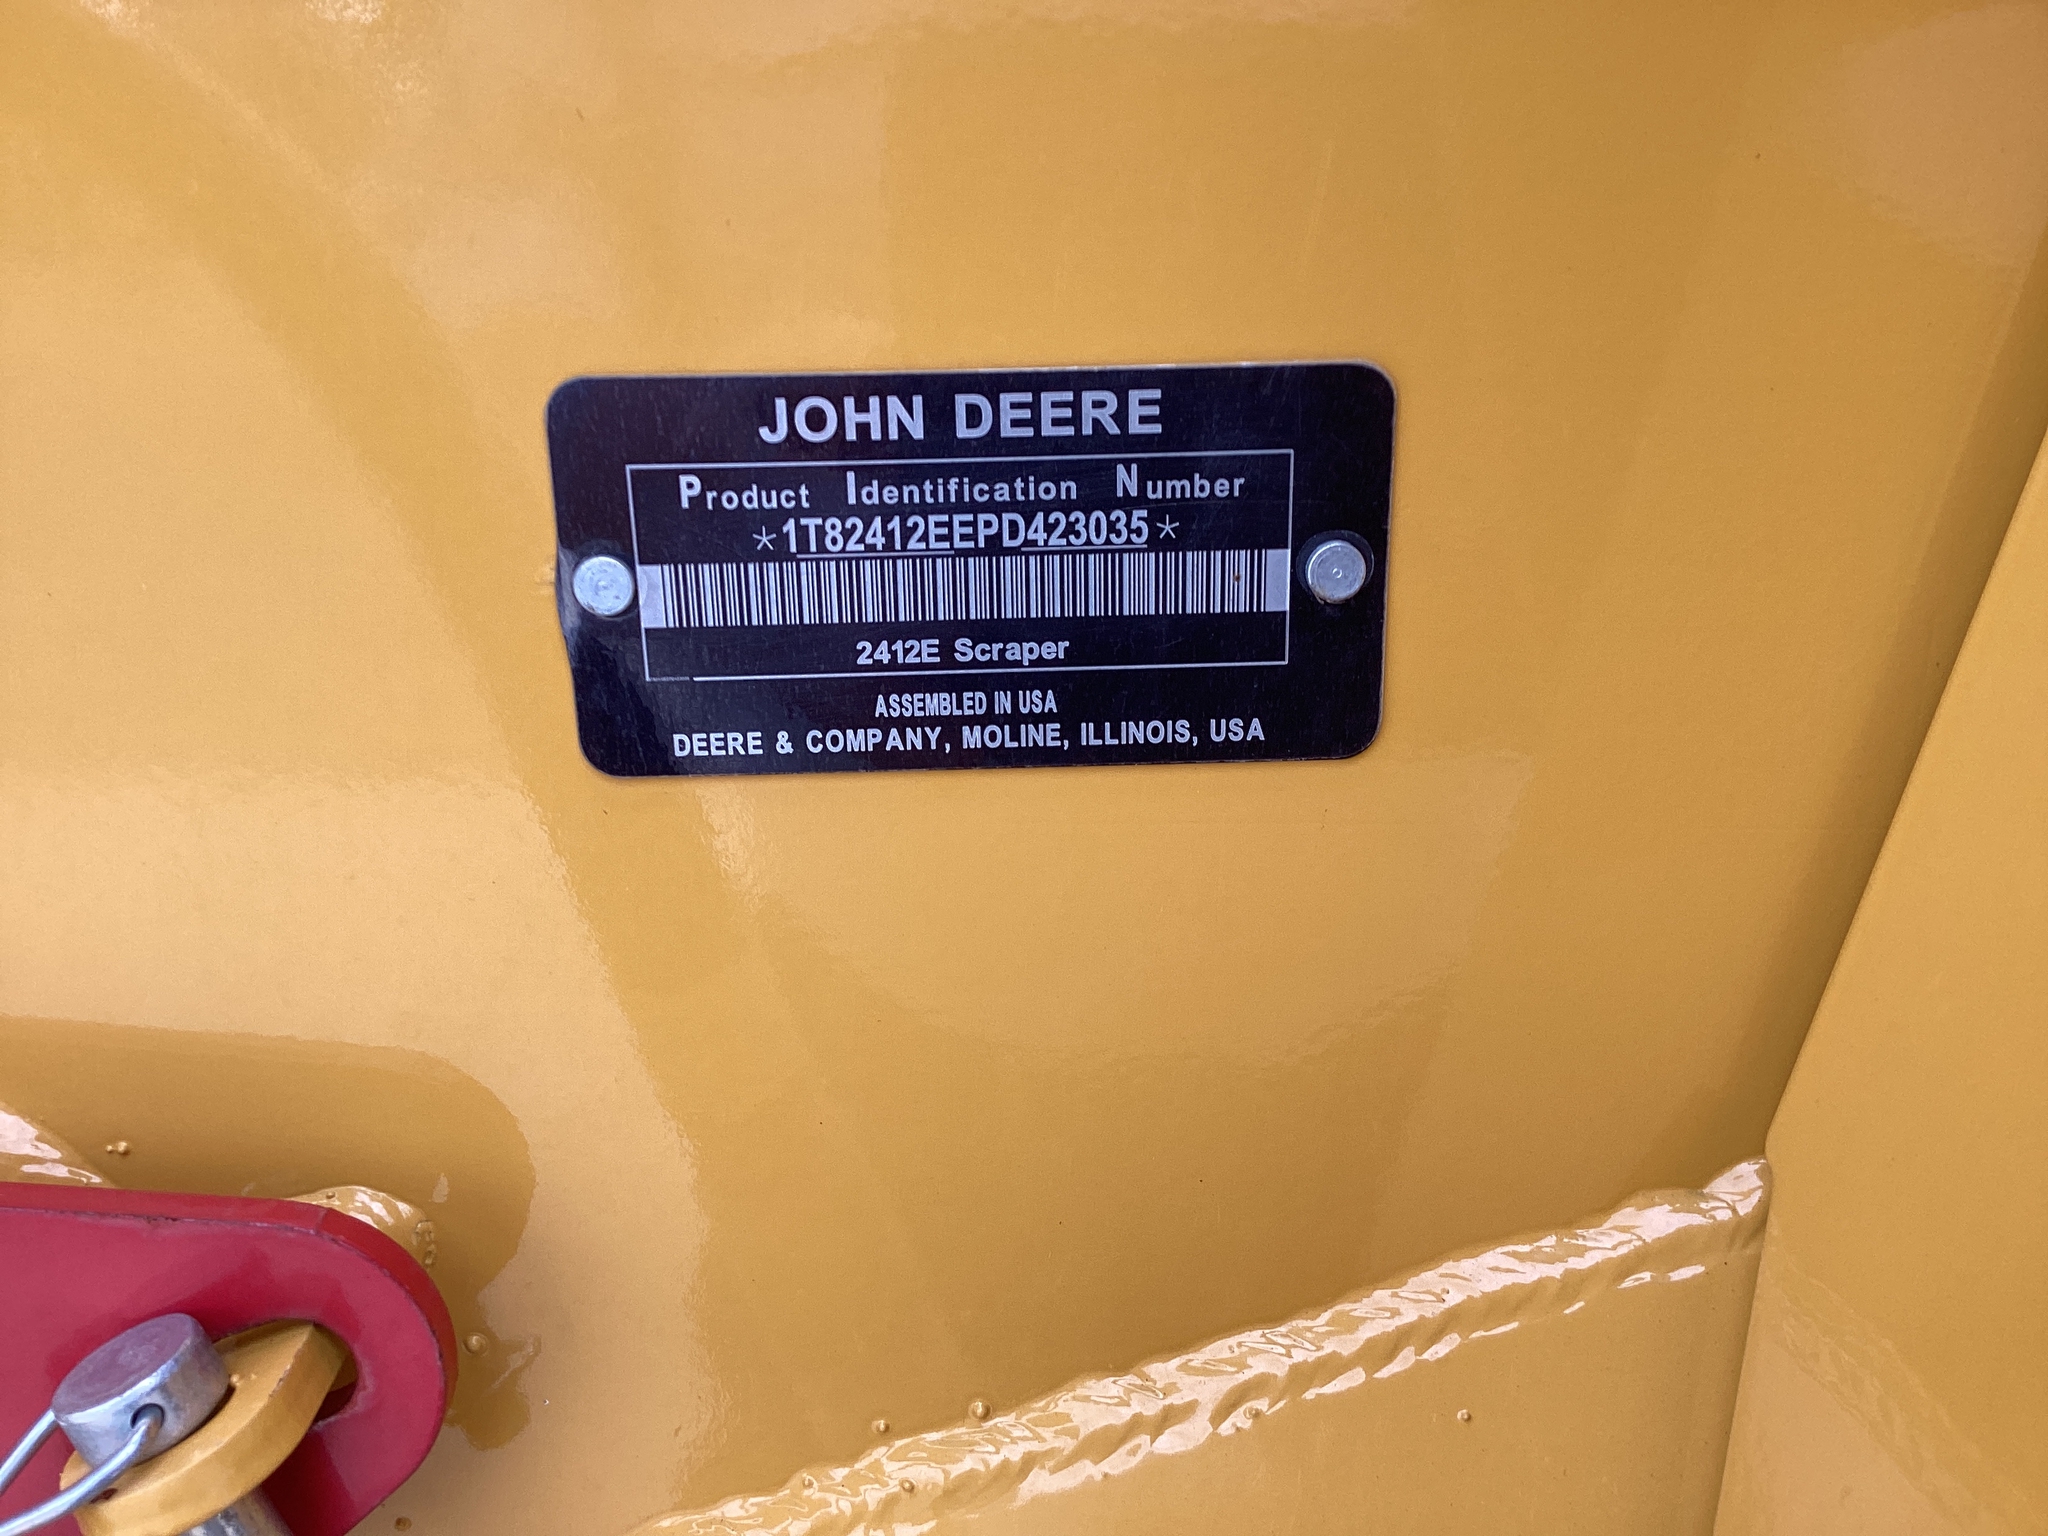 JOHN DEERE
Product Identification Number
*1T82412EEPD423035*
2412E Scraper
ASSEMBLED IN USA
DEERE & COMPANY, MOLINE, ILLINOIS, USA